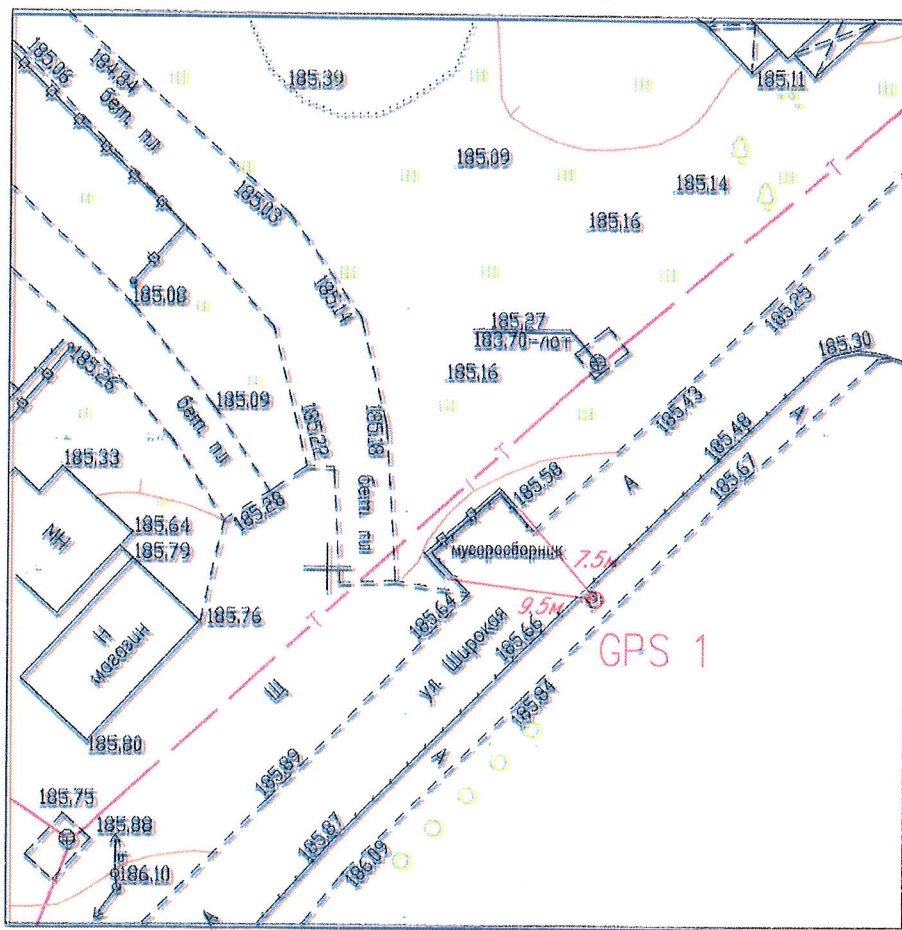 185,06
184,84
бет. пл
185,39
185,11
185,09
185,14
185,16
185,03
185,08
185,14
185,25
185,27
183,70-лот
185,30
185,26
185,16
185,09
185,43
185,22
185,18
185,48
бет. пл
А
А
185,33
185,58
185,67
185,28
бет. пл
МН
185,64
185,79
мусоросборник
7.5м
9.5м
185,64
185,76
Н
магазин
ул. Широкая
185,66
GPS 1
Щ
185,84
185,80
185,89
А
185,75
185,88
185,87
186,10
186,09
А
Т
Т
Т